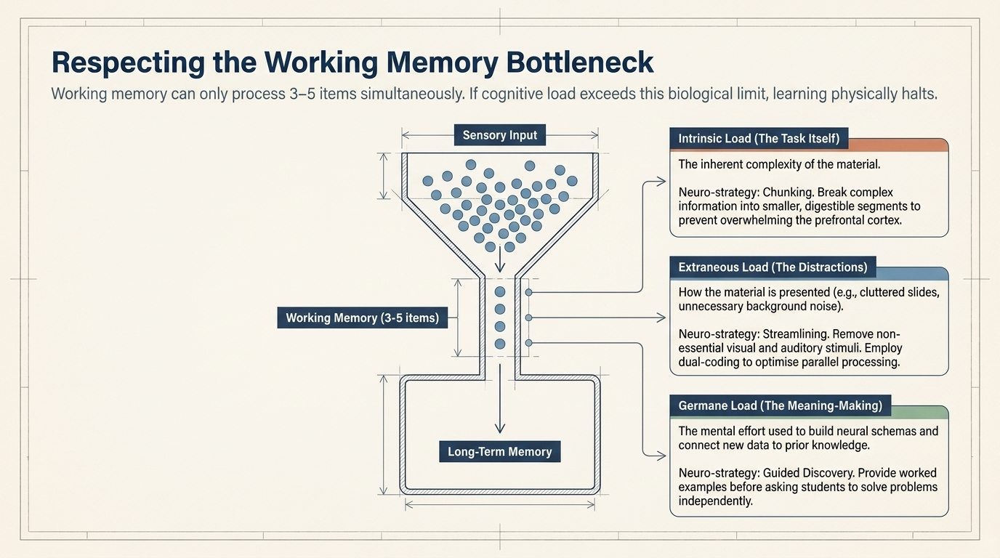 Respecting the Working Memory Bottleneck
Working memory can only process 3–5 items simultaneously. If cognitive load exceeds this biological limit, learning physically halts.
Sensory Input
Working Memory (3-5 items)
Long-Term Memory
Intrinsic Load (The Task Itself)
The inherent complexity of the material.
Neuro-strategy: Chunking. Break complex
information into smaller, digestible segments to
prevent overwhelming the prefrontal cortex.
Extraneous Load (The Distractions)
How the material is presented (e.g., cluttered slides,
unnecessary background noise).
Neuro-strategy: Streamlining. Remove non-
essential visual and auditory stimuli. Employ
dual-coding to optimise parallel processing.
Germane Load (The Meaning-Making)
The mental effort used to build neural schemas and
connect new data to prior knowledge.
Neuro-strategy: Guided Discovery. Provide worked
examples before asking students to solve problems
independently.